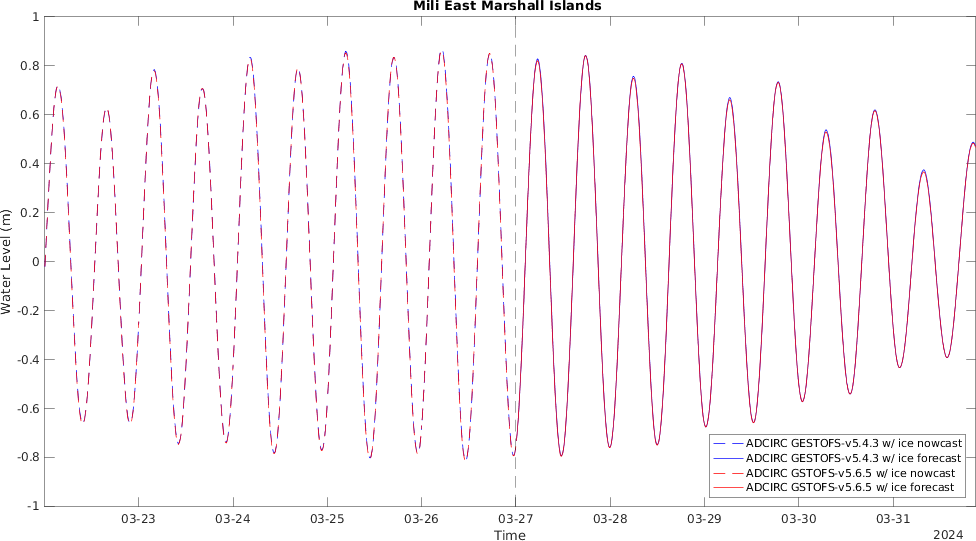 Mili East Marshall Islands
1
0.8
0.6
0.4
0.2
0
-0.2
-0.4
-0.6
-0.8
-1
Water Level (m)
03-23 03-24 03-25 03-26 03-27 03-28 03-29 03-30 03-31
Time
2024
ADCIRC GESTOFS-v5.4.3 w/ ice nowcast
ADCIRC GESTOFS-v5.4.3 w/ ice forecast
ADCIRC GSTOFS-v5.6.5 w/ ice nowcast
ADCIRC GSTOFS-v5.6.5 w/ ice forecast